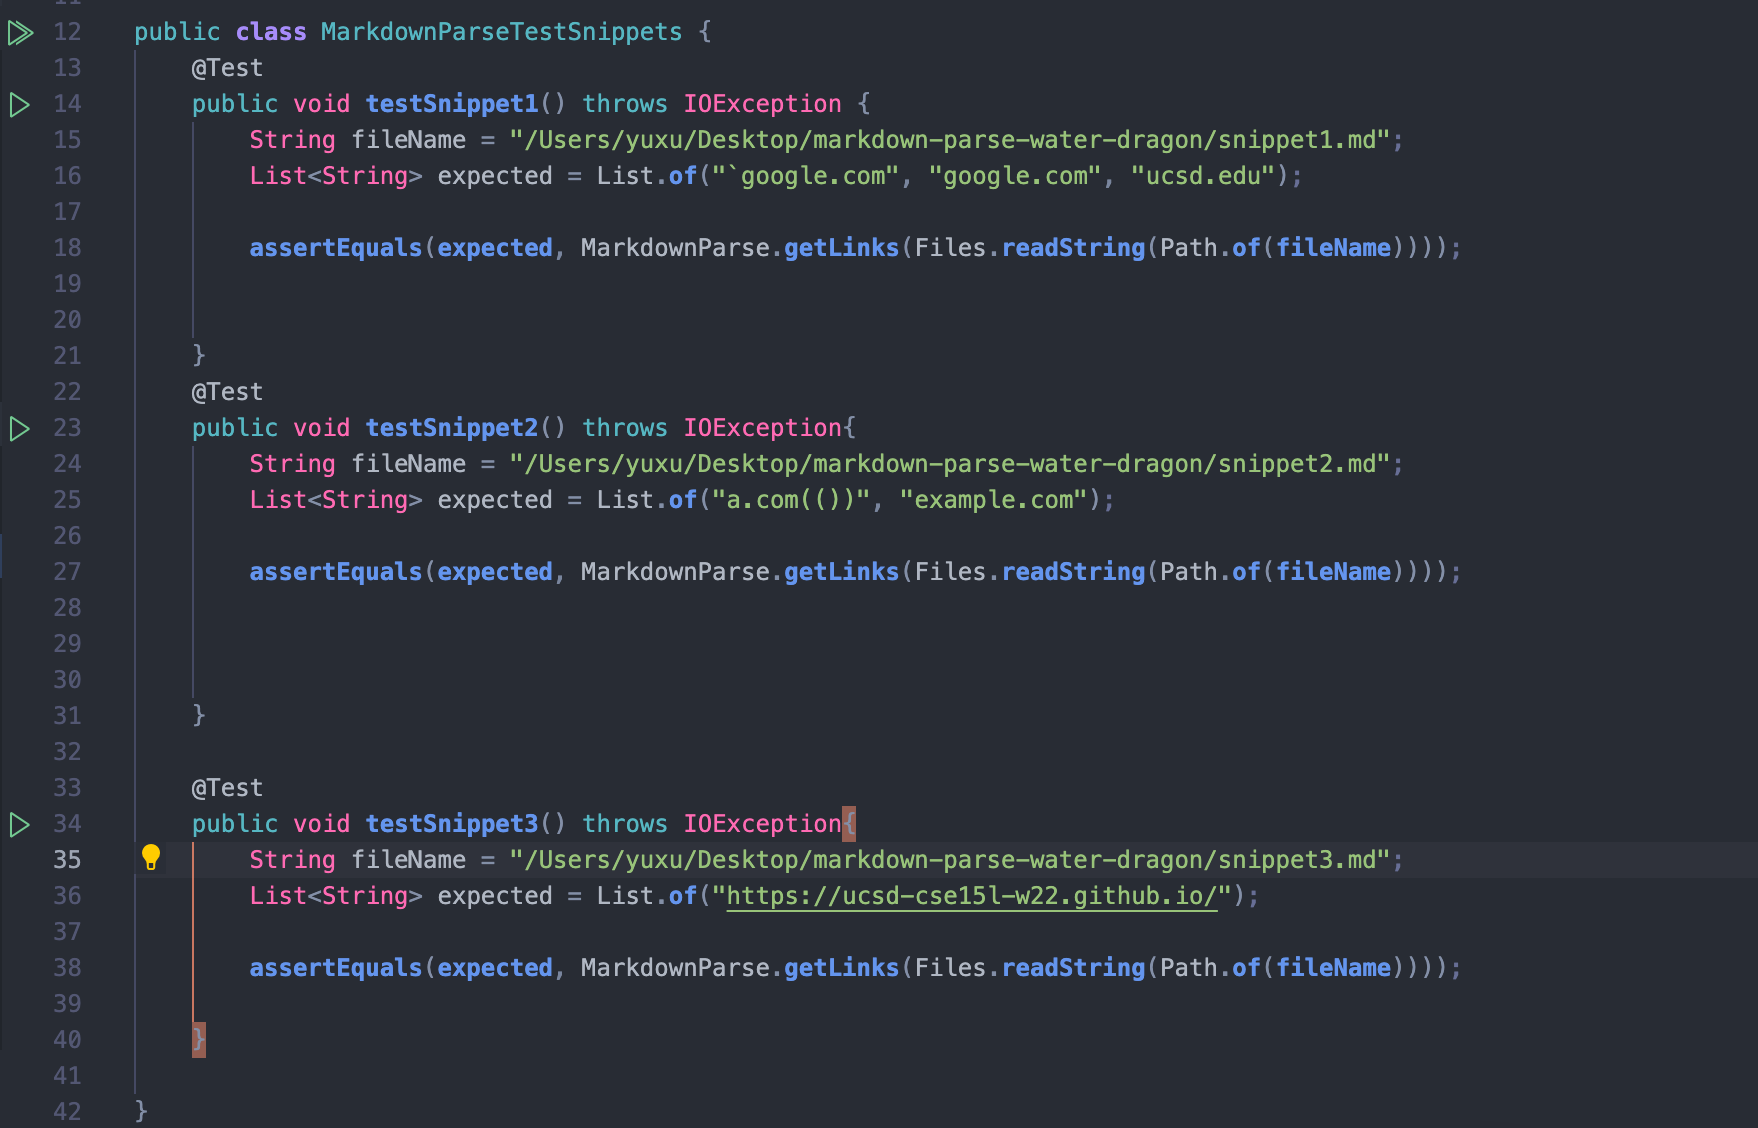 11
12 public class MarkdownParseTestSnippets {
13 @Test
14 public void testSnippet1() throws IOException {
15 String fileName = "/Users/yuxu/Desktop/markdown-parse-water-dragon/snippet1.md";
16 List<String> expected = List.of("`google.com", "google.com", "ucsd.edu");
17
18 assertEquals(expected, MarkdownParse.getLinks(Files.readString(Path.of(fileName))));
19
20
21 }
22 @Test
23 public void testSnippet2() throws IOException{
24 String fileName = "/Users/yuxu/Desktop/markdown-parse-water-dragon/snippet2.md";
25 List<String> expected = List.of("a.com(())", "example.com");
26
27 assertEquals(expected, MarkdownParse.getLinks(Files.readString(Path.of(fileName))));
28
29
30
31 }
32
33 @Test
34 public void testSnippet3() throws IOException{
35 String fileName = "/Users/yuxu/Desktop/markdown-parse-water-dragon/snippet3.md";
36 List<String> expected = List.of("https://ucsd-cse15l-w22.github.io/");
37
38 assertEquals(expected, MarkdownParse.getLinks(Files.readString(Path.of(fileName))));
39
40 }
41
42 }